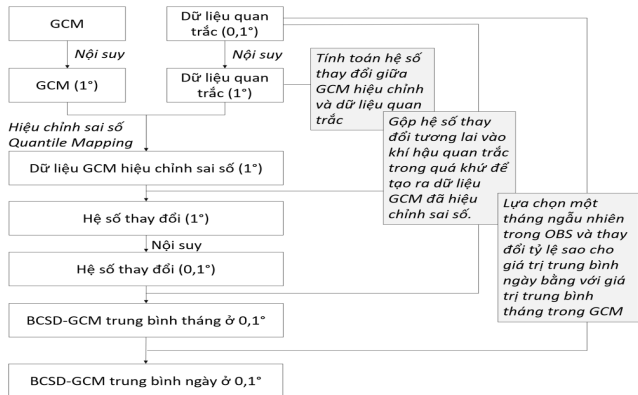 GCM
Dữ liệu quan
trắc (0,1°)
Nội suy
Nội suy
GCM (1°)
Dữ liệu quan
trắc (1°)
Tính toán hệ số
thay đổi giữa
GCM hiệu chỉnh
và dữ liệu quan
trắc
Hiệu chỉnh sai số
Quantile Mapping
Gộp hệ số thay
đổi tương lai vào
khí hậu quan trắc
trong quá khứ để
tạo ra dữ liệu
GCM đã hiệu
chỉnh sai số.
Dữ liệu GCM hiệu chỉnh sai số (1°)
Hệ số thay đổi (1°)
Nội suy
Hệ số thay đổi (0,1°)
Lựa chọn một
tháng ngẫu nhiên
trong OBS và thay
đổi tỷ lệ sao cho
giá trị trung bình
ngày bằng với giá
trị trung bình
tháng trong GCM
BCSD-GCM trung bình tháng ở 0,1°
BCSD-GCM trung bình ngày ở 0,1°